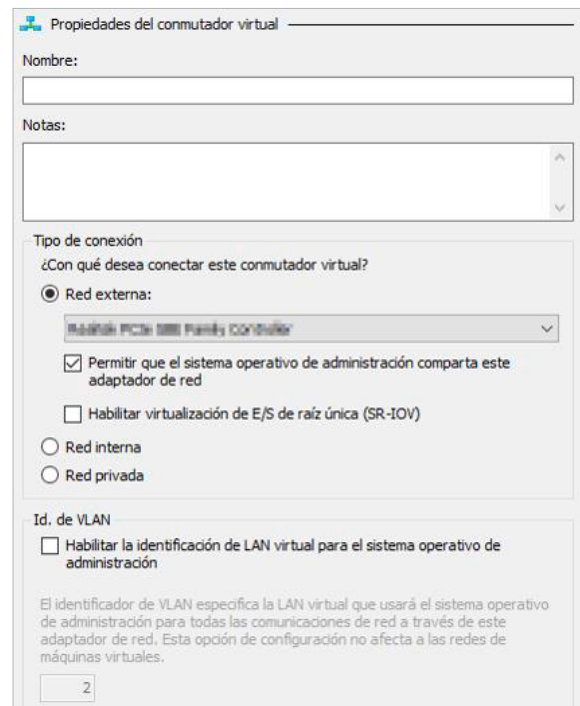 Propiedades del conmutador virtual
Nombre:
Notas:
Tipo de conexión
¿Con qué desea conectar este conmutador virtual?
Red externa:
Family Controller
Permitir que el sistema operativo de administración comparta este
adaptador de red
Habilitar virtualización de E/S de raíz única (SR-IOV)
Red interna
Red privada
Id. de VLAN
Habilitar la identificación de LAN virtual para el sistema operativo de
administración
El identificador de VLAN especifica la LAN virtual que usará el sistema operativo
de administración para todas las comunicaciones de red a través de este
adaptador de red. Esta opción de configuración no afecta a las redes de
máquinas virtuales.
2